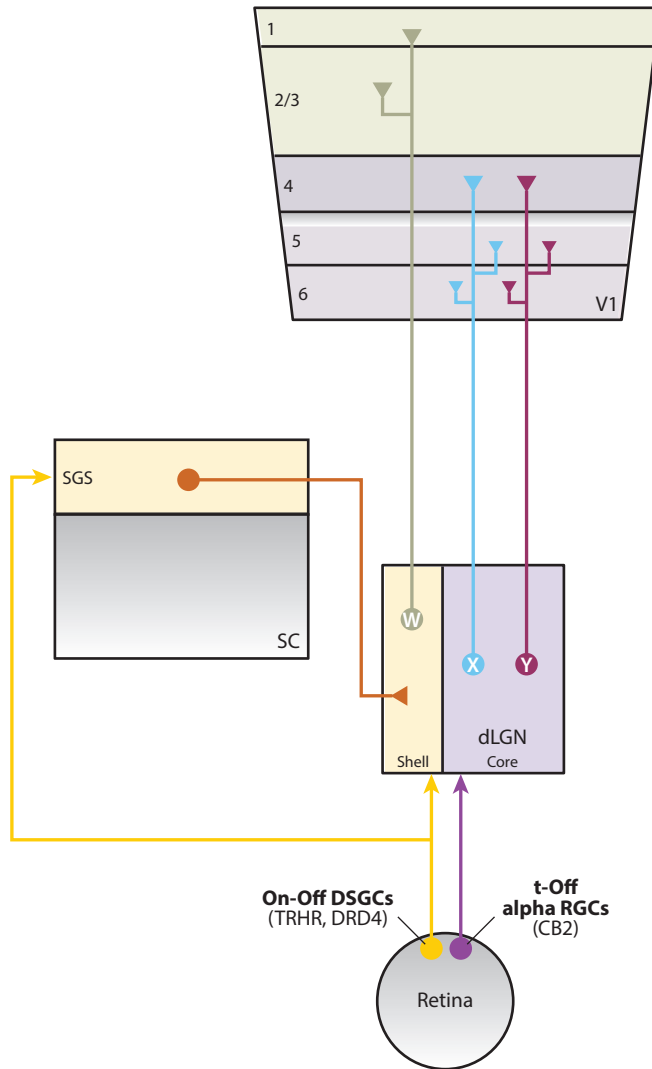 1
2/3
4
5
6
V1
SGS
SC
W
X
Y
dLGN
Shell
Core
On-Off DSGCs
(TRHR, DRD4)
t-Off
alpha RGCs
(CB2)
Retina